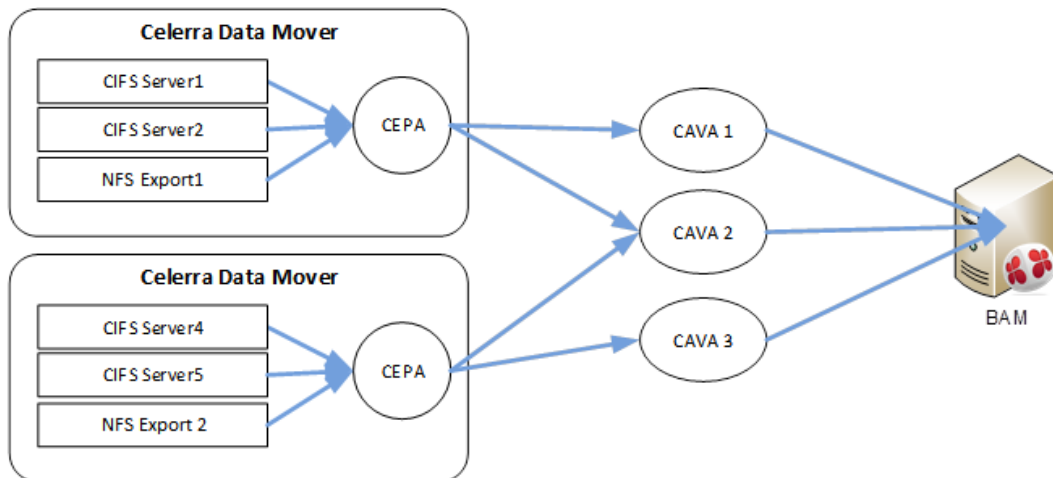 Celerra Data Mover
CIFS Server1
CIFS Server2
NFS Export1
CEPA
Celerra Data Mover
CIFS Server4
CIFS Server5
NFS Export 2
CEPA
CAVA 1
CAVA 2
CAVA 3
BAM